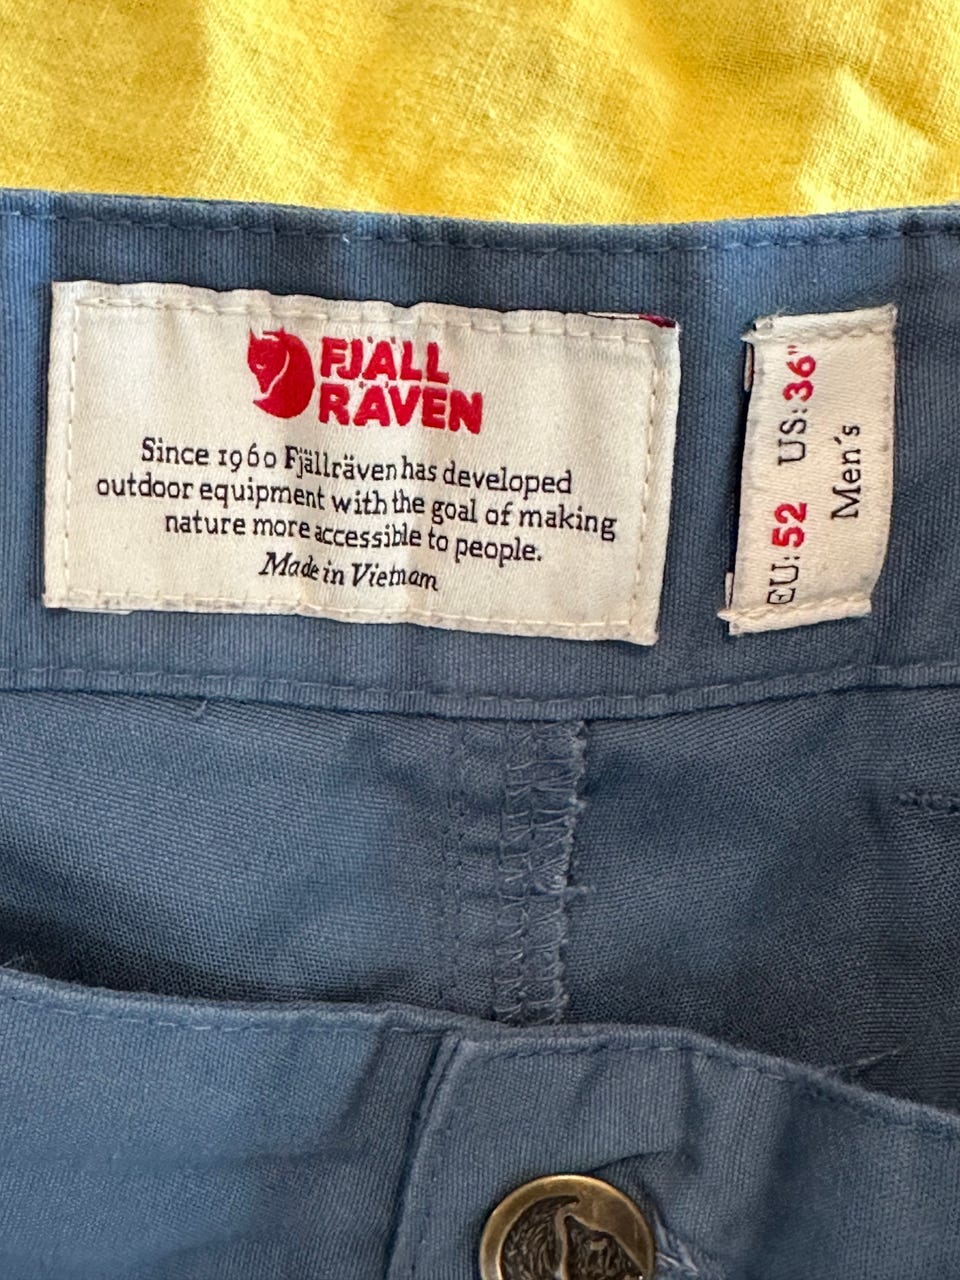 FJÄLL
RÄVEN
Since 1960 Fjällräven has developed
outdoor equipment with the goal of making
nature more accessible to people.
Made in Vietnam
EU: 52 US: 36"
Men´s